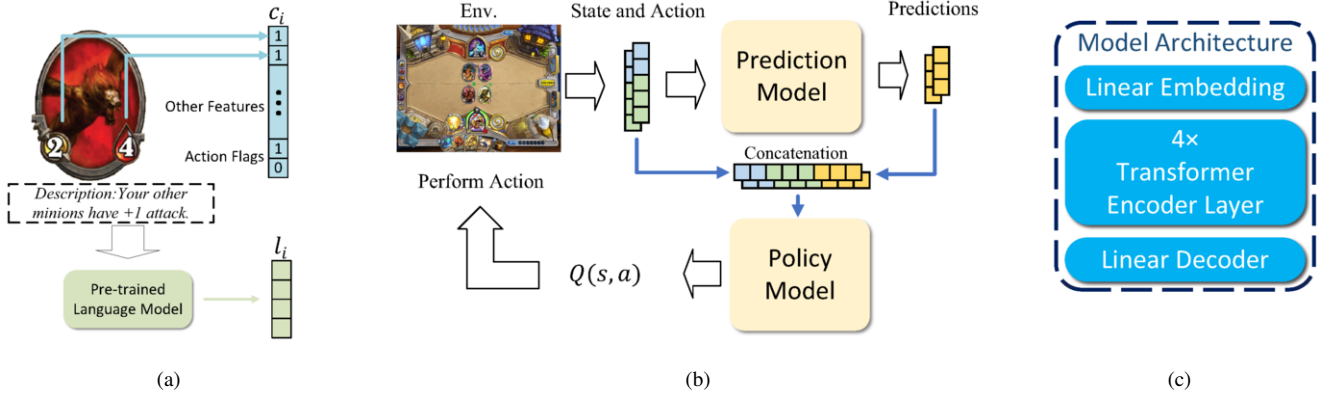 c_i
1
1
Other Features
Action Flags
1
0
2
4
Description:Your other
minions have +1 attack.
l_i
Pre-trained
Language Model
(a)
Env.
State and Action
Predictions
Prediction
Model
Concatenation
Perform Action
Q(s, a)
Policy
Model
(b)
Model Architecture
Linear Embedding
4×
Transformer
Encoder Layer
Linear Decoder
(c)